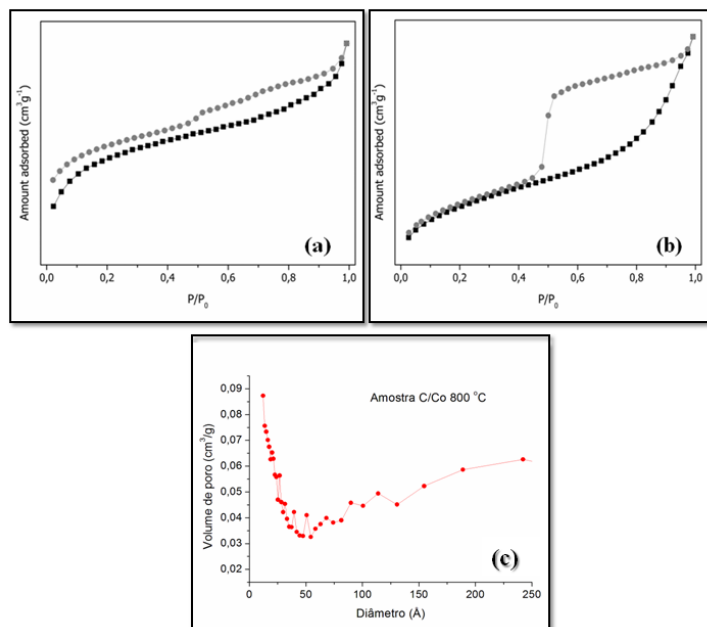 Amount adsorbed (cm³g⁻¹)
(a)
0,0 0,2 0,4 0,6 0,8 1,0
P/P₀
Amount adsorbed (cm³g⁻¹)
(b)
0,0 0,2 0,4 0,6 0,8 1,0
P/P₀
Volume de poro (cm³/g)
0,09
0,08
0,07
0,06
0,05
0,04
0,03
0,02
Amostra C/Co 800 °C
(c)
0 50 100 150 200 250
Diâmetro (Å)